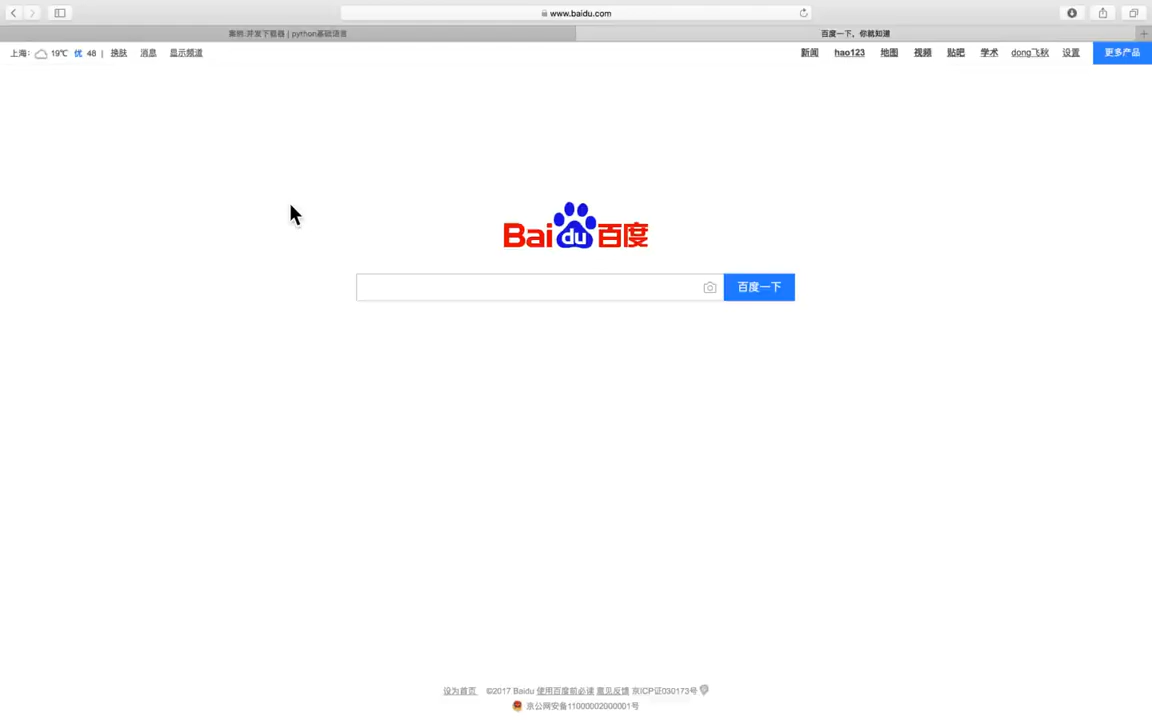 www.baidu.com
案例:并发下载器 | python基础语言
百度一下，你就知道
上海: 19℃ 优 48 | 换肤 消息 显示频道
新闻 hao123 地图 视频 贴吧 学术 dong飞秋 设置 更多产品
Baidu百度
百度一下
设为首页 ©2017 Baidu 使用百度前必读 意见反馈 京ICP证030173号
京公网安备11000002000001号